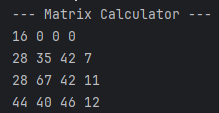 --- Matrix Calculator ---
16 0 0 0
28 35 42 7
28 67 42 11
44 40 46 12